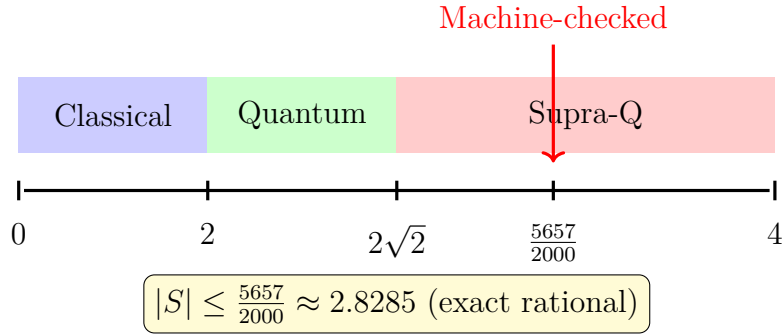 Machine-checked
Classical Quantum Supra-Q
0 2 2√2 5657/2000 4
|S| ≤ 5657/2000 ≈ 2.8285 (exact rational)